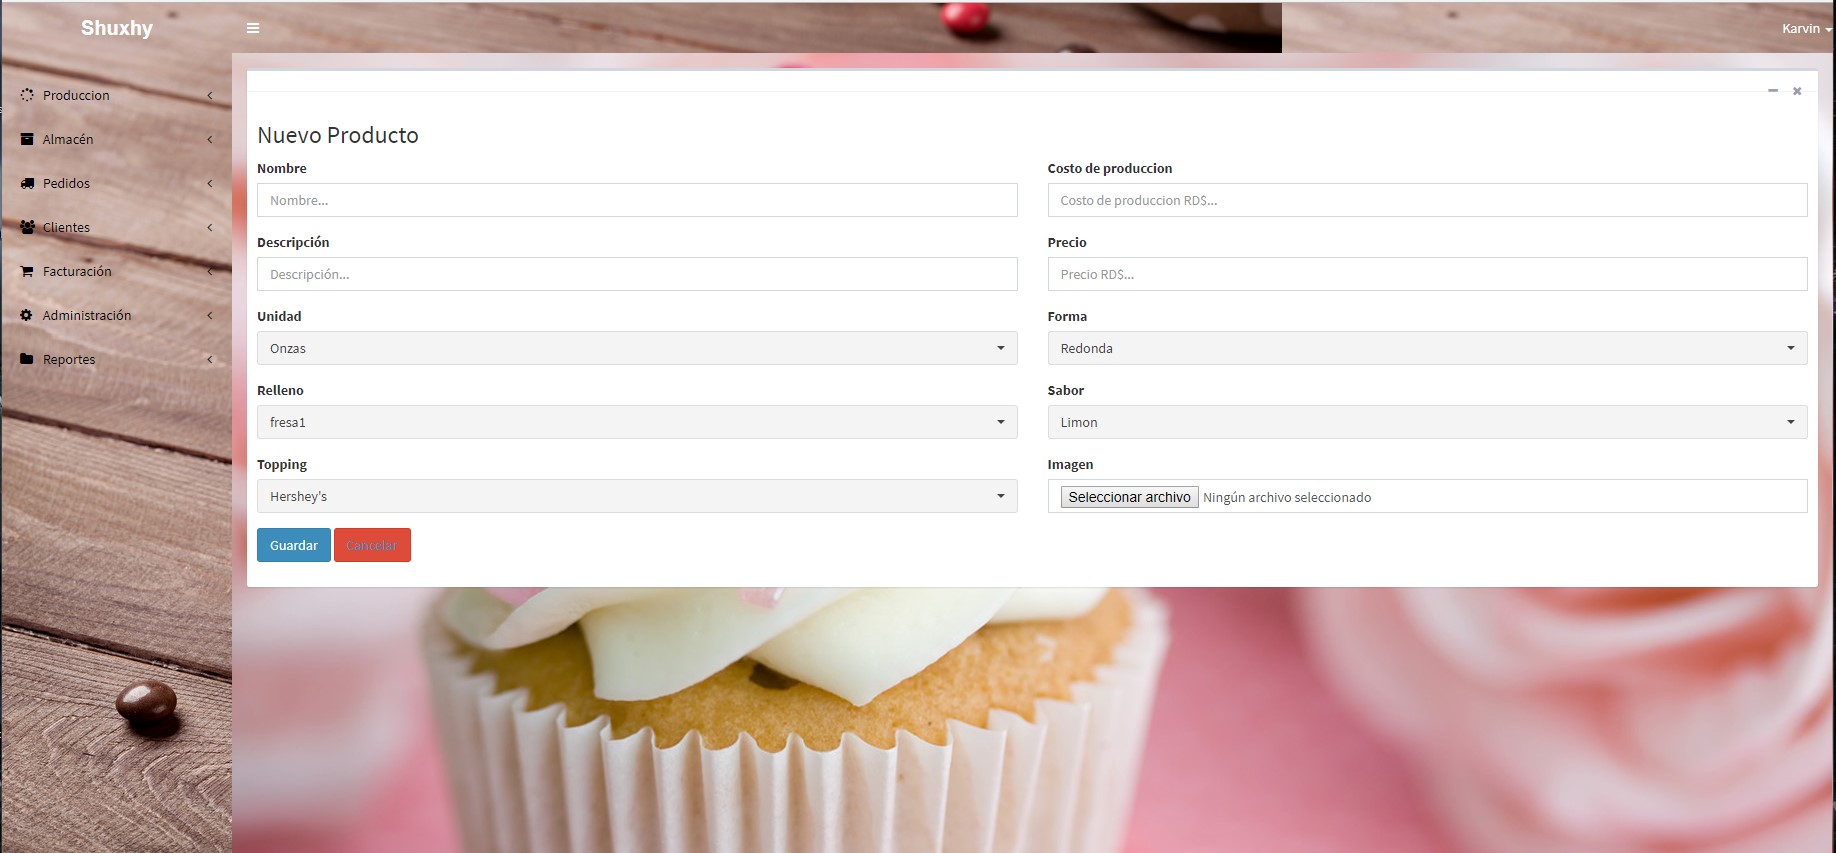 Shuxhy
Karvin
Produccion
Almacén
Pedidos
Clientes
Facturación
Administración
Reportes
Nuevo Producto
Nombre
Nombre...
Costo de produccion
Costo de produccion RD$...
Descripción
Descripción...
Precio
Precio RD$...
Unidad
Onzas
Forma
Redonda
Relleno
fresa1
Sabor
Limon
Topping
Hershey's
Imagen
Seleccionar archivo Ningún archivo seleccionado
Guardar Cancelar